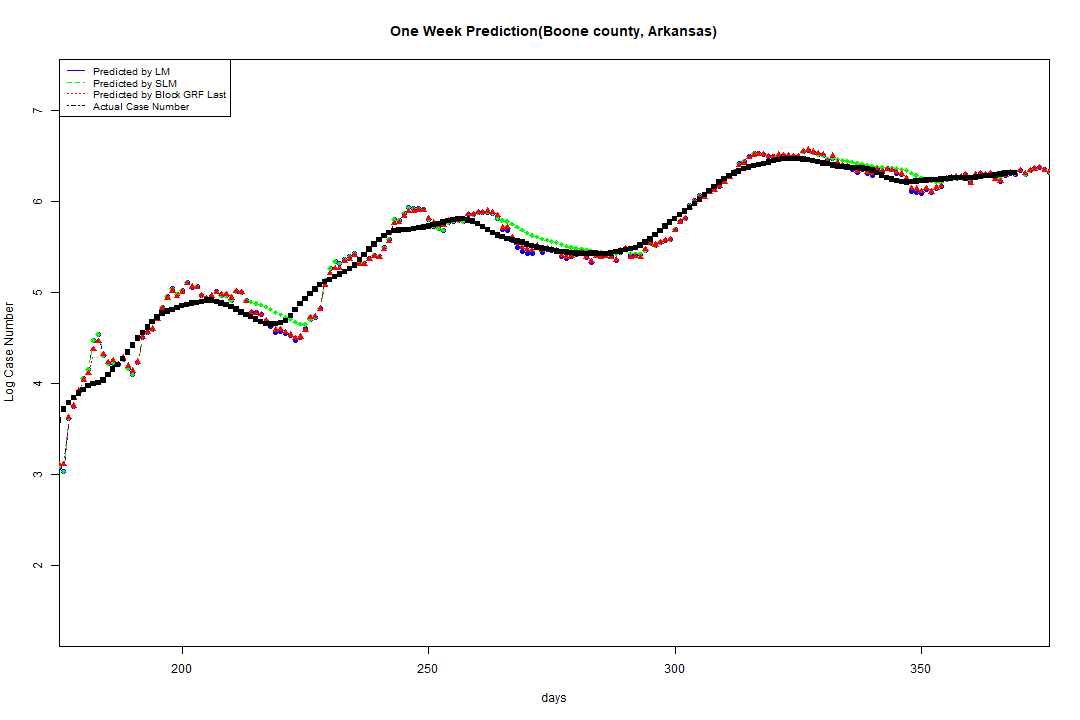 One Week Prediction(Boone county, Arkansas)
Predicted by LM
Predicted by SLM
Predicted by Block GRF Last
Actual Case Number
7
6
5
4
3
2
Log Case Number
200 250 300 350
days